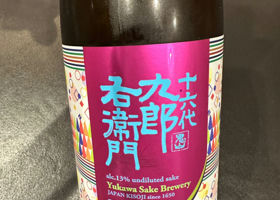 十六代
九郎
右衛門
alc.13% undiluted sake
Yukawa Sake Brewery
JAPAN KISOJI since 1650